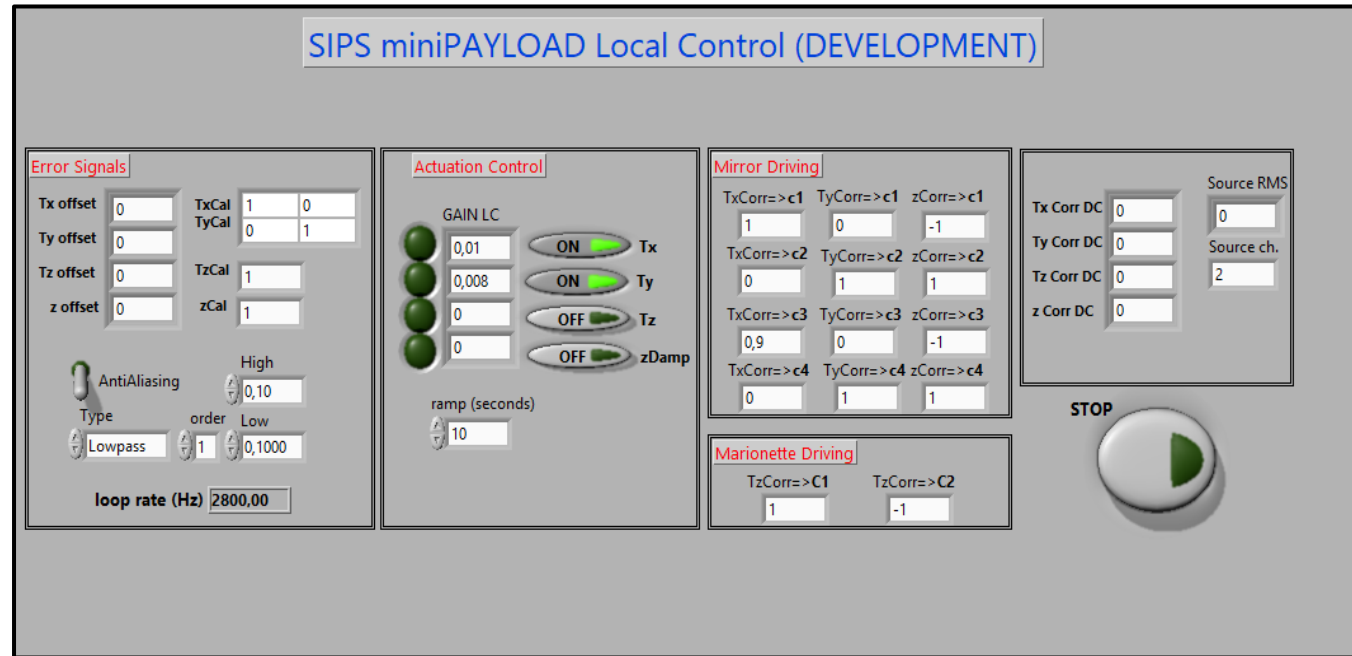 SIPS miniPAYLOAD Local Control (DEVELOPMENT)
Error Signals
Tx offset 0 TxCal 1 0
Ty offset 0 TyCal 0 1
Tz offset 0 TzCal 1
z offset 0 zCal 1
AntiAliasing High 0,10
Type order Low
Lowpass 1 0,1000
loop rate (Hz) 2800,00
Actuation Control
GAIN LC
0,01 ON Tx
0,008 ON Ty
0 OFF Tz
0 OFF zDamp
ramp (seconds)
10
Mirror Driving
TxCorr=>c1 TyCorr=>c1 zCorr=>c1
1 0 -1
TxCorr=>c2 TyCorr=>c2 zCorr=>c2
0 1 1
TxCorr=>c3 TyCorr=>c3 zCorr=>c3
0,9 0 -1
TxCorr=>c4 TyCorr=>c4 zCorr=>c4
0 1 1
Marionette Driving
TzCorr=>C1 TzCorr=>C2
1 -1
Tx Corr DC 0
Ty Corr DC 0
Tz Corr DC 0
z Corr DC 0
Source RMS
0
Source ch.
2
STOP